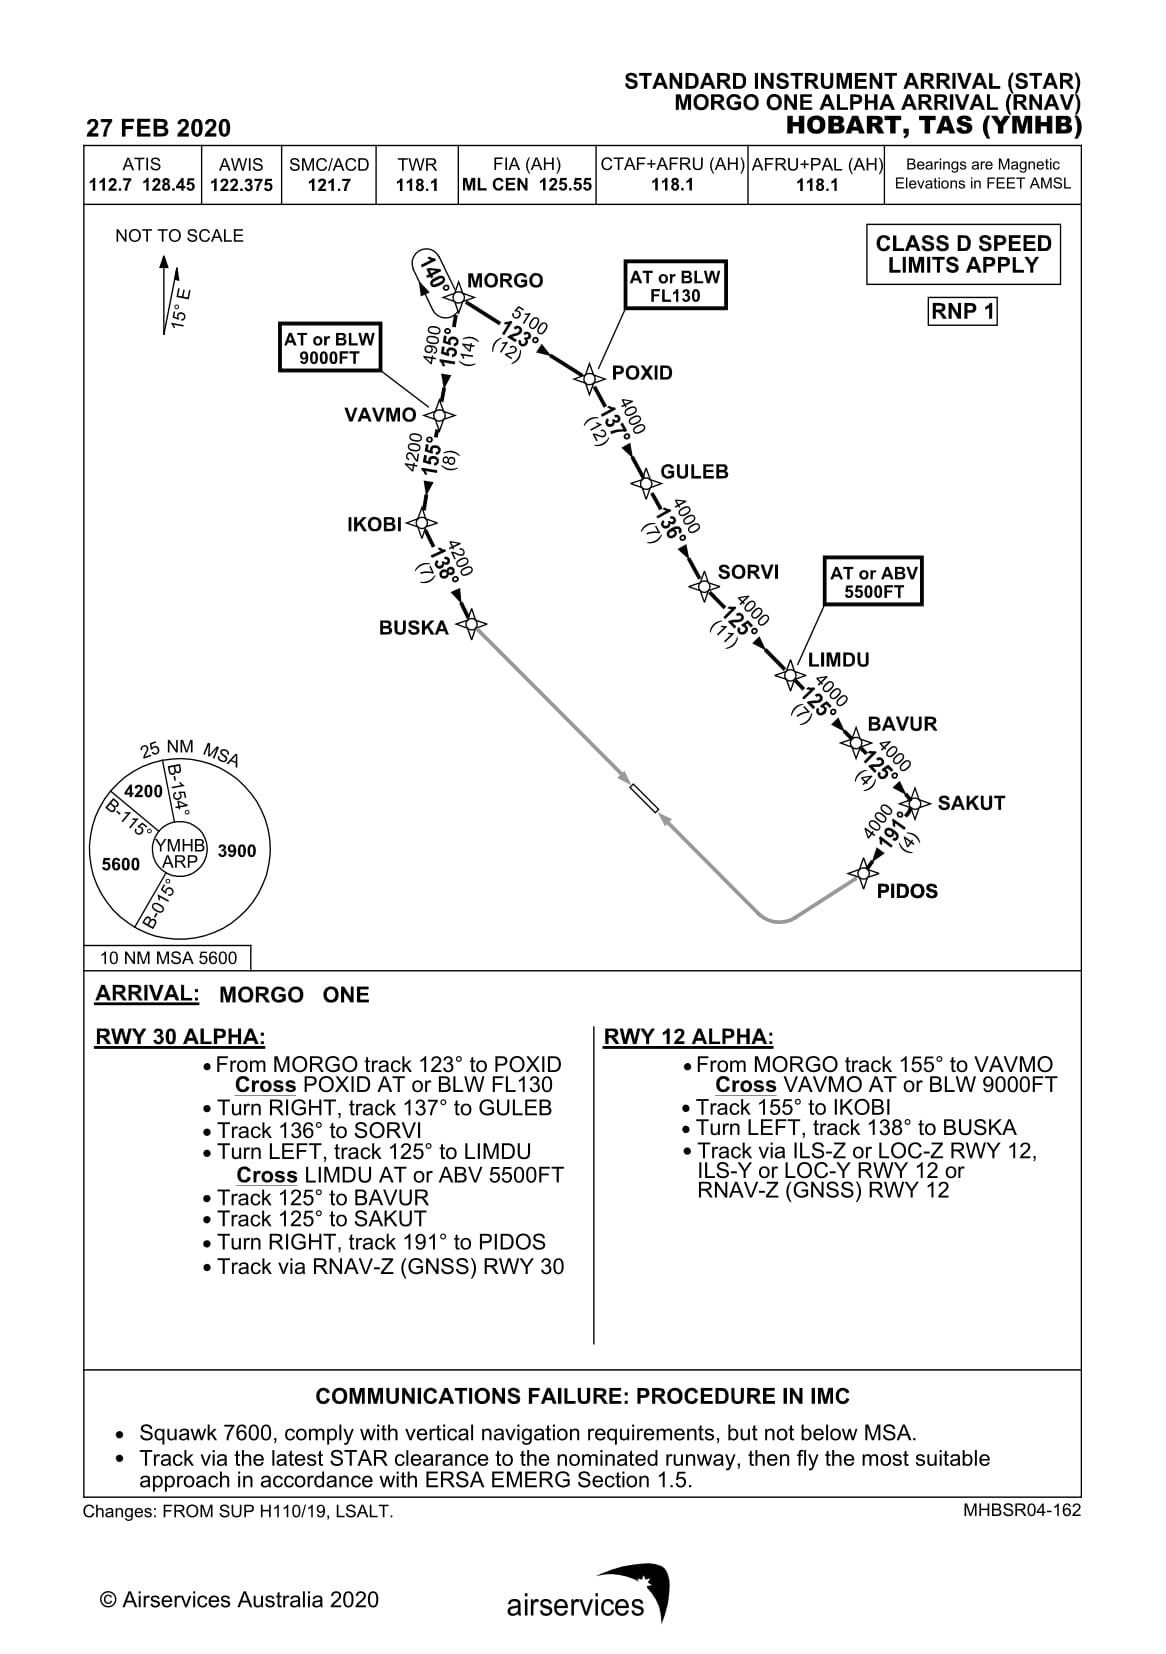 STANDARD INSTRUMENT ARRIVAL (STAR)
MORGO ONE ALPHA ARRIVAL (RNAV)
27 FEB 2020
HOBART, TAS (YMHB)
ATIS
112.7 128.45
AWIS
122.375
SMC/ACD
121.7
TWR
118.1
FIA (AH)
ML CEN 125.55
CTAF+AFRU (AH)
118.1
AFRU+PAL (AH)
118.1
Bearings are Magnetic
Elevations in FEET AMSL
NOT TO SCALE
15° E
CLASS D SPEED
LIMITS APPLY
RNP 1
140°
MORGO
AT or BLW
FL130
5100
123°
(12)
AT or BLW
9000FT
4900
155°
(14)
POXID
VAVMO
4000
137°
(12)
4200
155°
(8)
GULEB
IKOBI
4000
136°
(7)
4200
138°
(7)
SORVI
AT or ABV
5500FT
BUSKA
4000
125°
(11)
LIMDU
4000
125°
(7)
BAVUR
4000
125°
(4)
SAKUT
4000
191°
(4)
PIDOS
25 NM MSA
B-154°
4200
B-115°
YMHB
ARP
3900
5600
B-015°
10 NM MSA 5600
ARRIVAL: MORGO ONE
RWY 30 ALPHA:
• From MORGO track 123° to POXID
Cross POXID AT or BLW FL130
• Turn RIGHT, track 137° to GULEB
• Track 136° to SORVI
• Turn LEFT, track 125° to LIMDU
Cross LIMDU AT or ABV 5500FT
• Track 125° to BAVUR
• Track 125° to SAKUT
• Turn RIGHT, track 191° to PIDOS
• Track via RNAV-Z (GNSS) RWY 30
RWY 12 ALPHA:
• From MORGO track 155° to VAVMO
Cross VAVMO AT or BLW 9000FT
• Track 155° to IKOBI
• Turn LEFT, track 138° to BUSKA
• Track via ILS-Z or LOC-Z RWY 12,
ILS-Y or LOC-Y RWY 12 or
RNAV-Z (GNSS) RWY 12
COMMUNICATIONS FAILURE: PROCEDURE IN IMC
• Squawk 7600, comply with vertical navigation requirements, but not below MSA.
• Track via the latest STAR clearance to the nominated runway, then fly the most suitable
approach in accordance with ERSA EMERG Section 1.5.
Changes: FROM SUP H110/19, LSALT.
MHBSR04-162
© Airservices Australia 2020
airservices